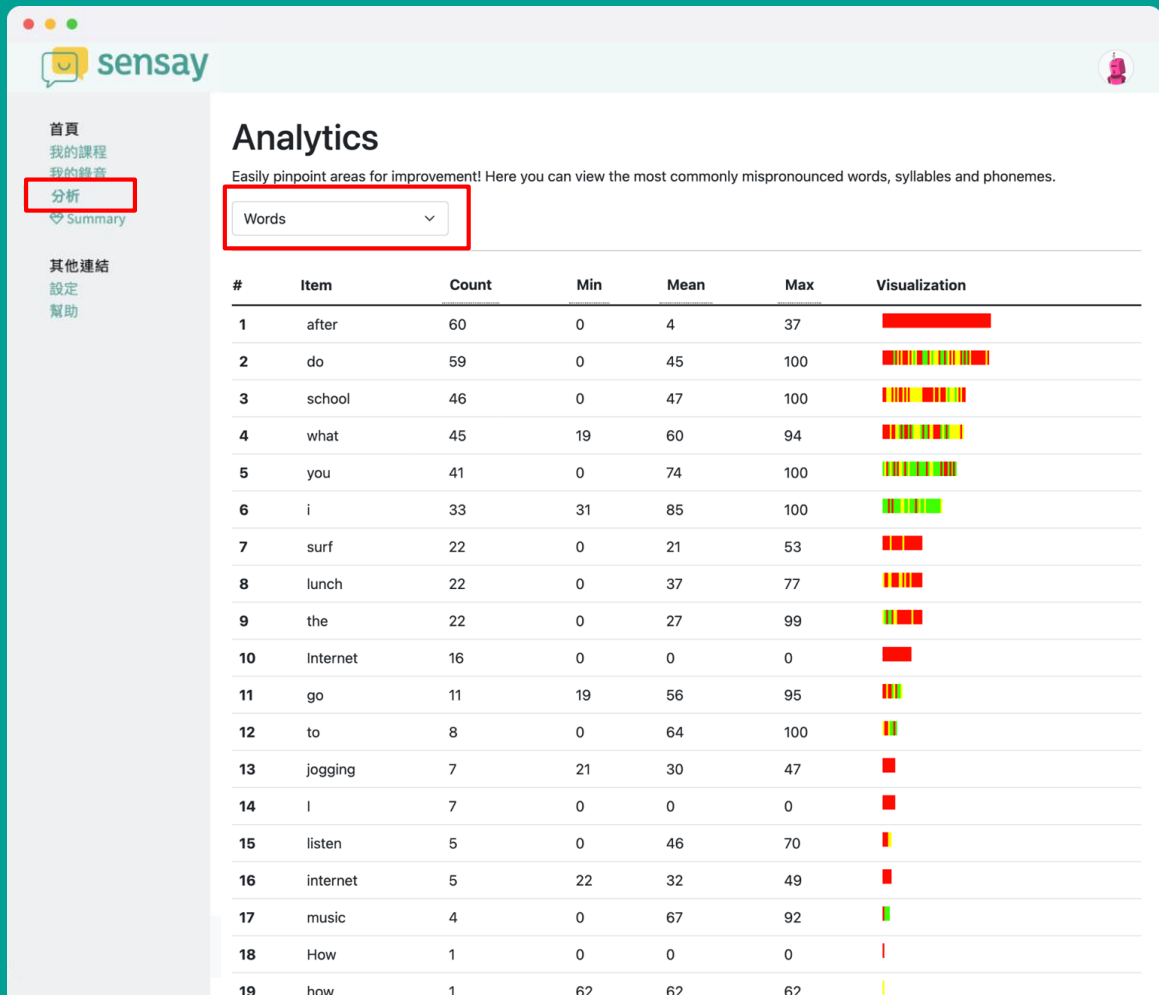 sensay
首頁
我的課程
我的錄音
分析
Summary
其他連結
設定
幫助
Analytics
Easily pinpoint areas for improvement! Here you can view the most commonly mispronounced words, syllables and phonemes.
Words
# Item Count Min Mean Max Visualization
1 after 60 0 4 37
2 do 59 0 45 100
3 school 46 0 47 100
4 what 45 19 60 94
5 you 41 0 74 100
6 i 33 31 85 100
7 surf 22 0 21 53
8 lunch 22 0 37 77
9 the 22 0 27 99
10 Internet 16 0 0 0
11 go 11 19 56 95
12 to 8 0 64 100
13 jogging 7 21 30 47
14 I 7 0 0 0
15 listen 5 0 46 70
16 internet 5 22 32 49
17 music 4 0 67 92
18 How 1 0 0 0
19 how 1 62 62 62